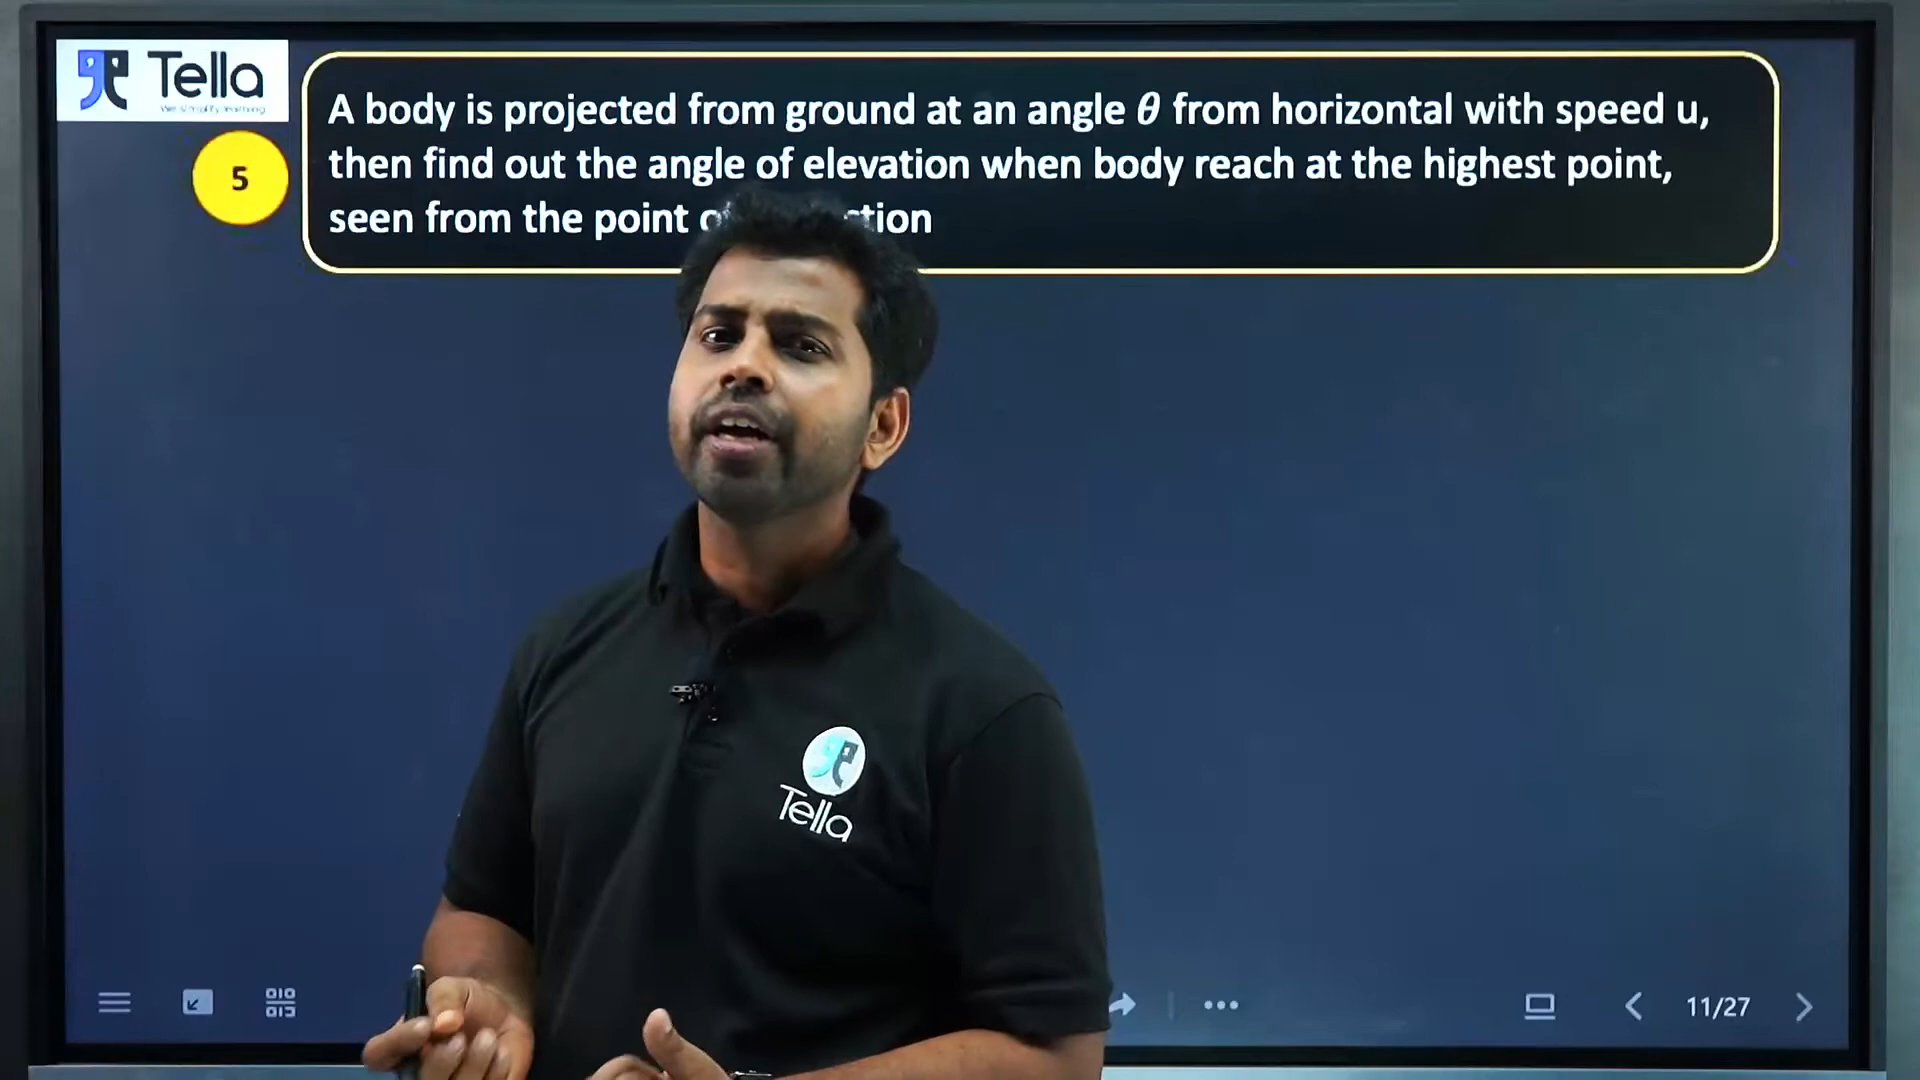 Tella
5
A body is projected from ground at an angle θ from horizontal with speed u,
then find out the angle of elevation when body reach at the highest point,
seen from the point
Tella
11/27